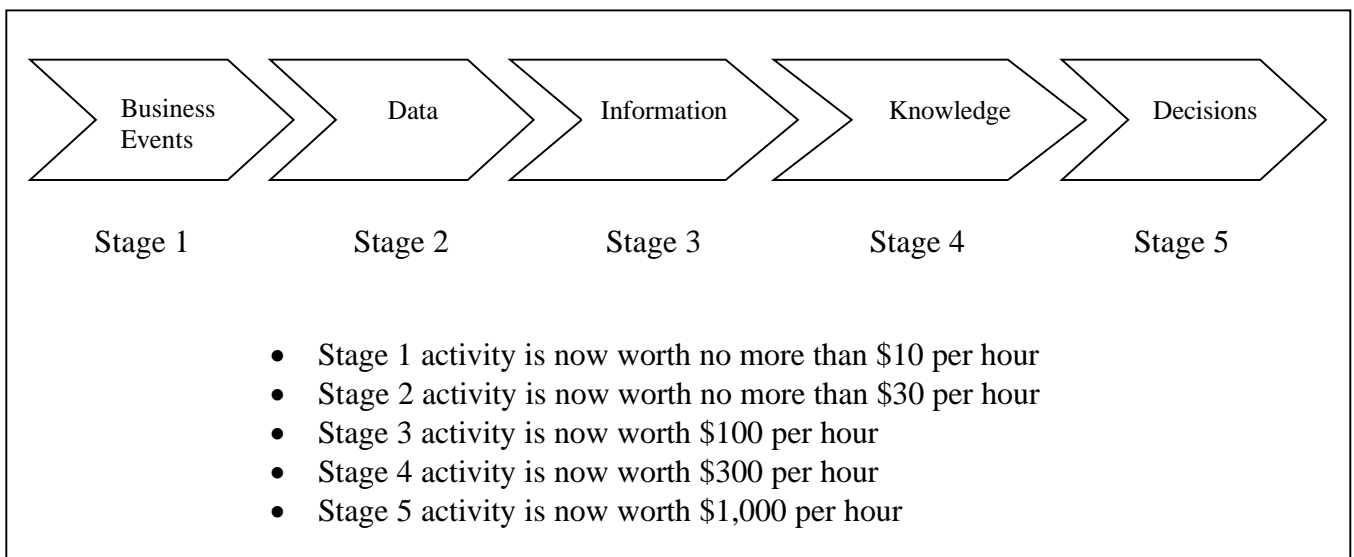 Business
Events
Data
Information
Knowledge
Decisions
Stage 1
Stage 2
Stage 3
Stage 4
Stage 5
• Stage 1 activity is now worth no more than $10 per hour
• Stage 2 activity is now worth no more than $30 per hour
• Stage 3 activity is now worth $100 per hour
• Stage 4 activity is now worth $300 per hour
• Stage 5 activity is now worth $1,000 per hour